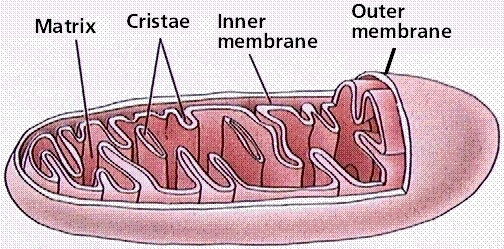 Matrix
Cristae
Inner
membrane
Outer
membrane